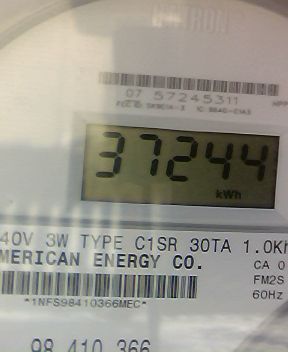 07 57245311
37244
kWh
40V 3W TYPE C1SR 30TA 1.0Kh
MERICAN ENERGY CO.
CA 0
FM2S
60Hz
*1NFS98410366MEC*
98 410 366